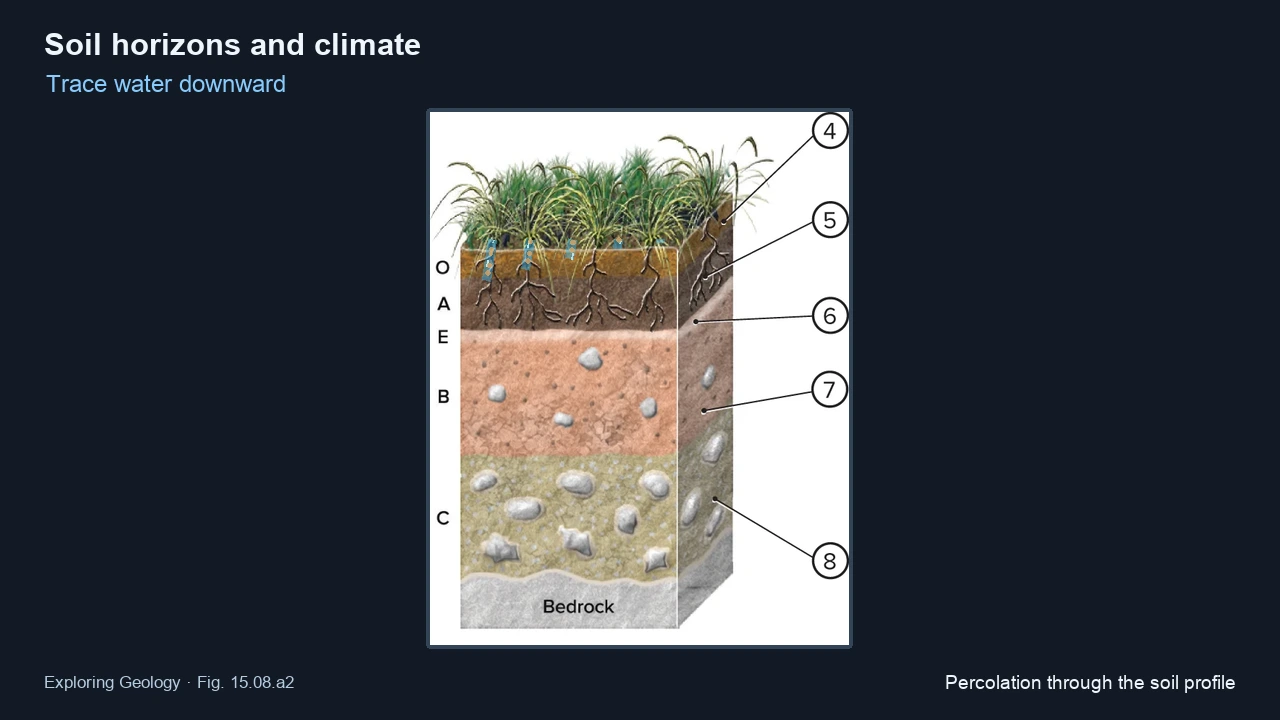 Soil horizons and climate
Trace water downward
4
5
O
A
6
E
7
B
C
8
Bedrock
Exploring Geology · Fig. 15.08.a2
Percolation through the soil profile